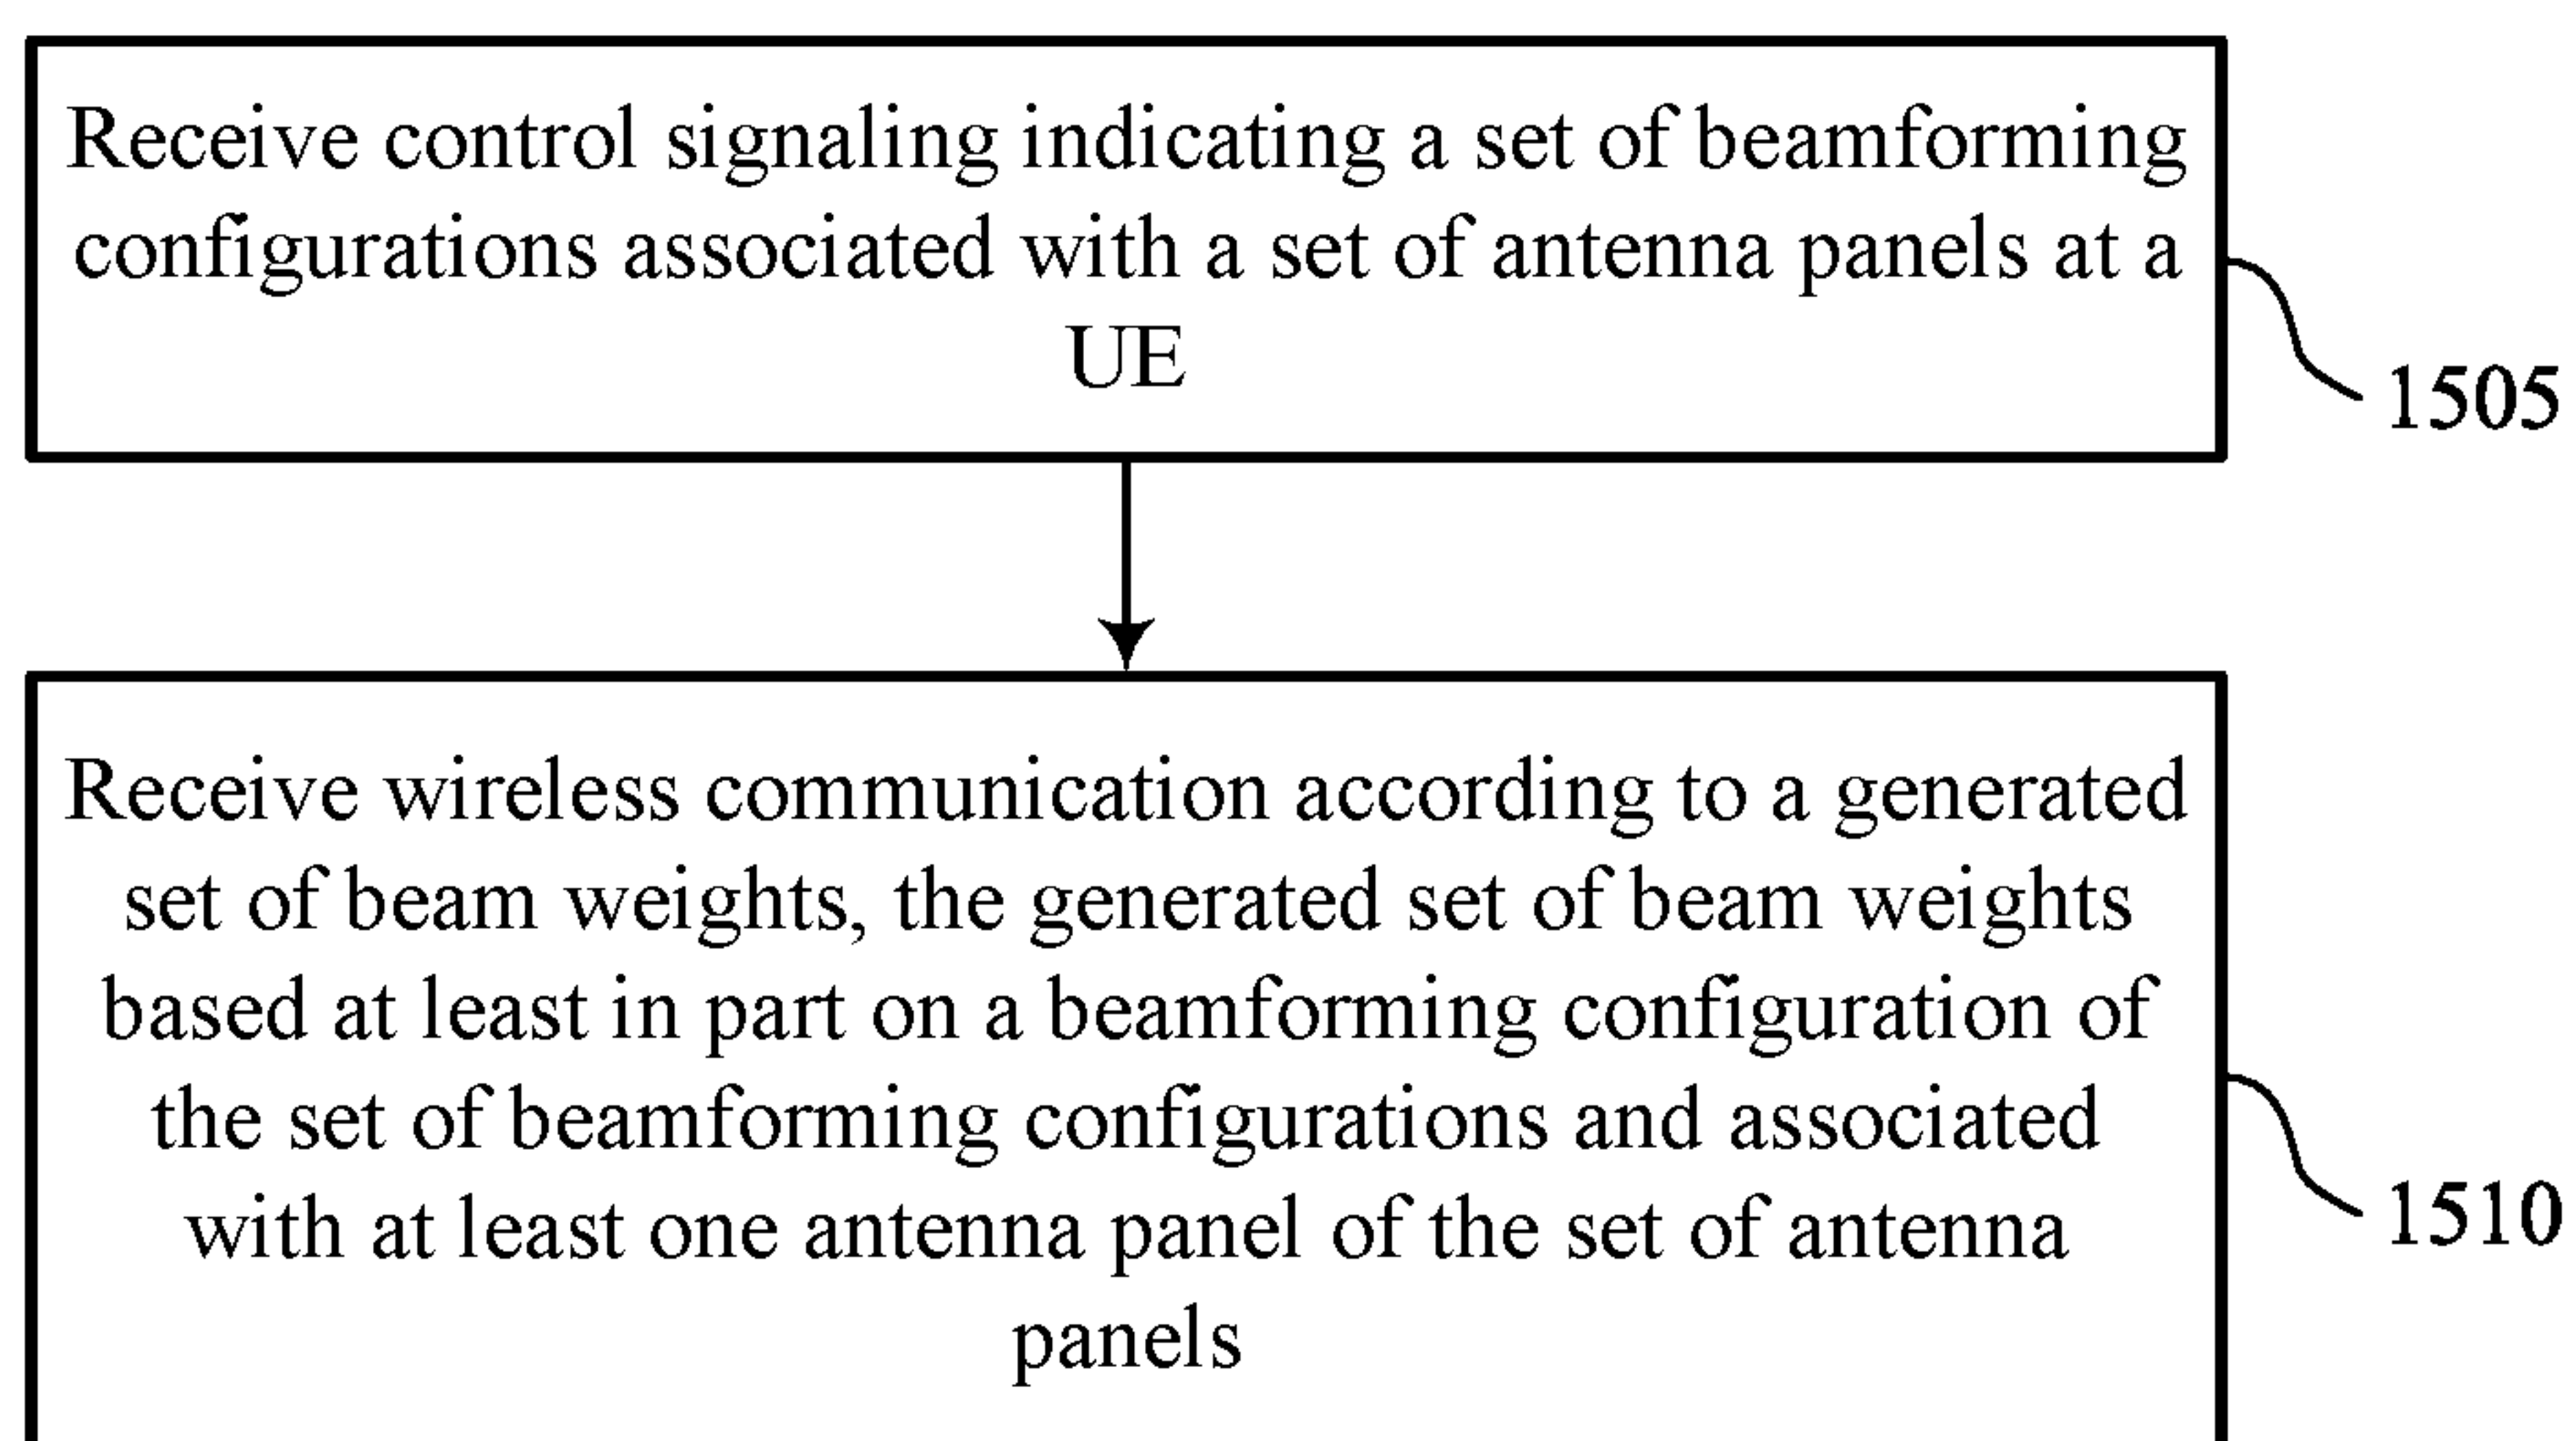 Receive control signaling indicating a set of beamforming
configurations associated with a set of antenna panels at a
UE
1505
Receive wireless communication according to a generated
set of beam weights, the generated set of beam weights
based at least in part on a beamforming configuration of
the set of beamforming configurations and associated
with at least one antenna panel of the set of antenna
panels
1510